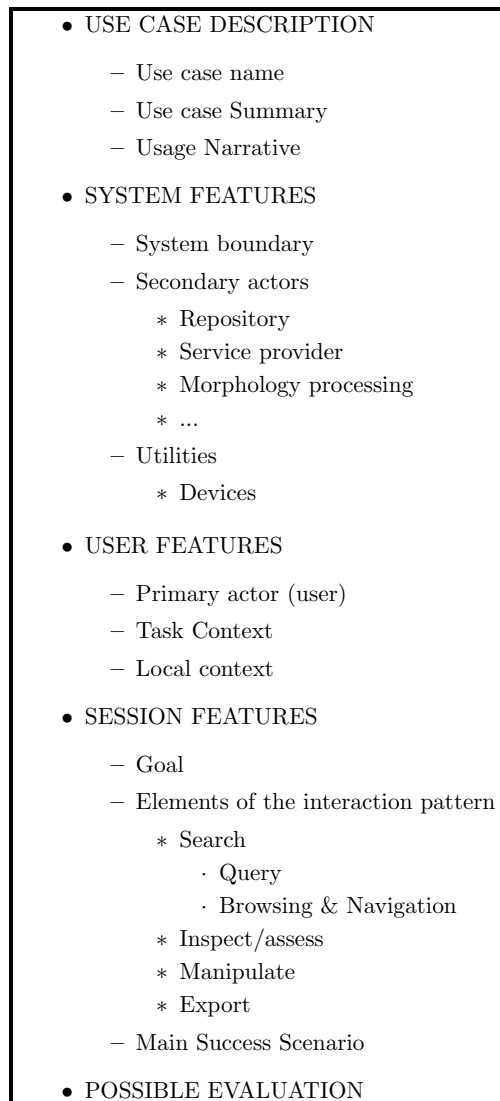 • USE CASE DESCRIPTION
– Use case name
– Use case Summary
– Usage Narrative
• SYSTEM FEATURES
– System boundary
– Secondary actors
∗ Repository
∗ Service provider
∗ Morphology processing
∗ ...
– Utilities
∗ Devices
• USER FEATURES
– Primary actor (user)
– Task Context
– Local context
• SESSION FEATURES
– Goal
– Elements of the interaction pattern
∗ Search
· Query
· Browsing & Navigation
∗ Inspect/assess
∗ Manipulate
∗ Export
– Main Success Scenario
• POSSIBLE EVALUATION